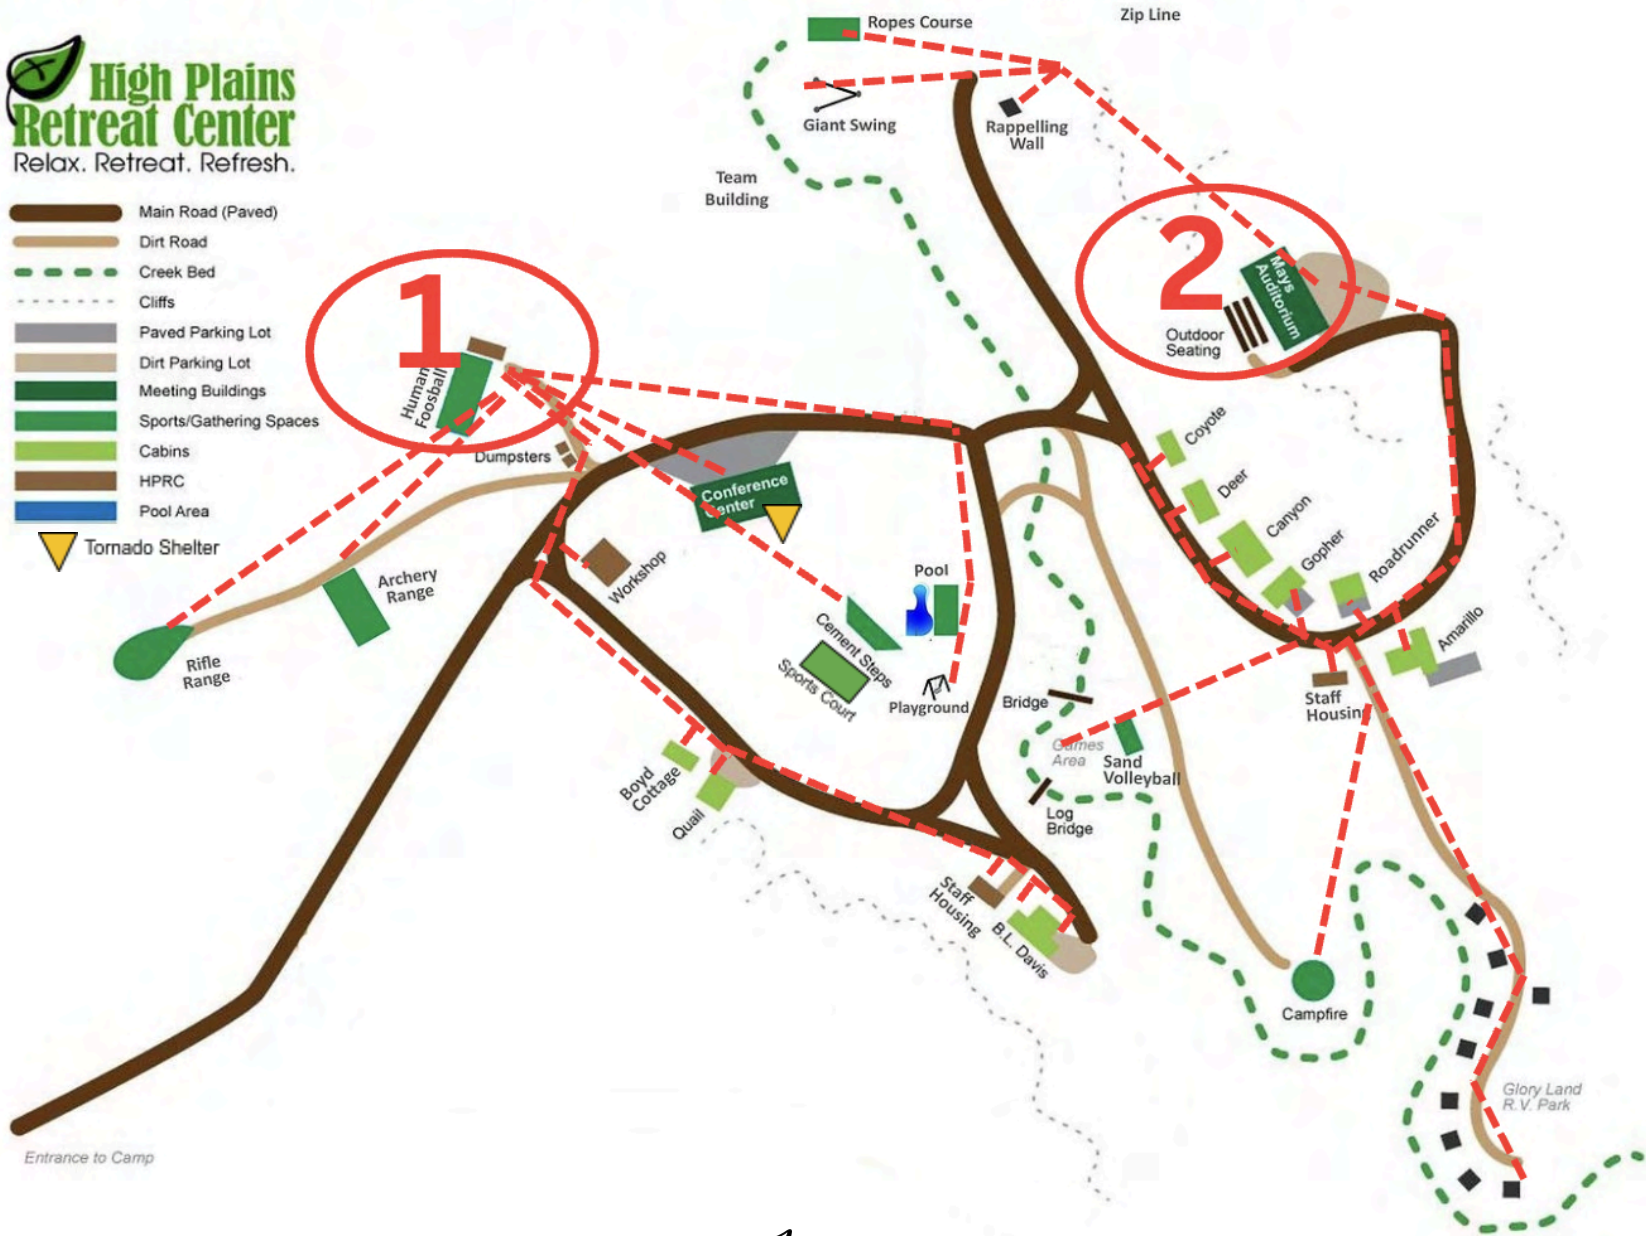 High Plains
Retreat Center
Relax. Retreat. Refresh.
Main Road (Paved)
Dirt Road
Creek Bed
Cliffs
Paved Parking Lot
Dirt Parking Lot
Meeting Buildings
Sports/Gathering Spaces
Cabins
HPRC
Pool Area
Tornado Shelter
Ropes Course
Zip Line
Giant Swing
Rappelling
Wall
Team
Building
1
2
Mays
Auditorium
Outdoor
Seating
Human
Foosball
Dumpsters
Conference
Center
Coyote
Deer
Canyon
Gopher
Roadrunner
Amarillo
Workshop
Archery
Range
Rifle
Range
Pool
Cement Steps
Sports Court
Playground
Bridge
Games
Area
Sand
Volleyball
Staff
Housing
Log
Bridge
Boyd
Cottage
Quail
Staff
Housing
B.L. Davis
Campfire
Glory Land
R.V. Park
Entrance to Camp